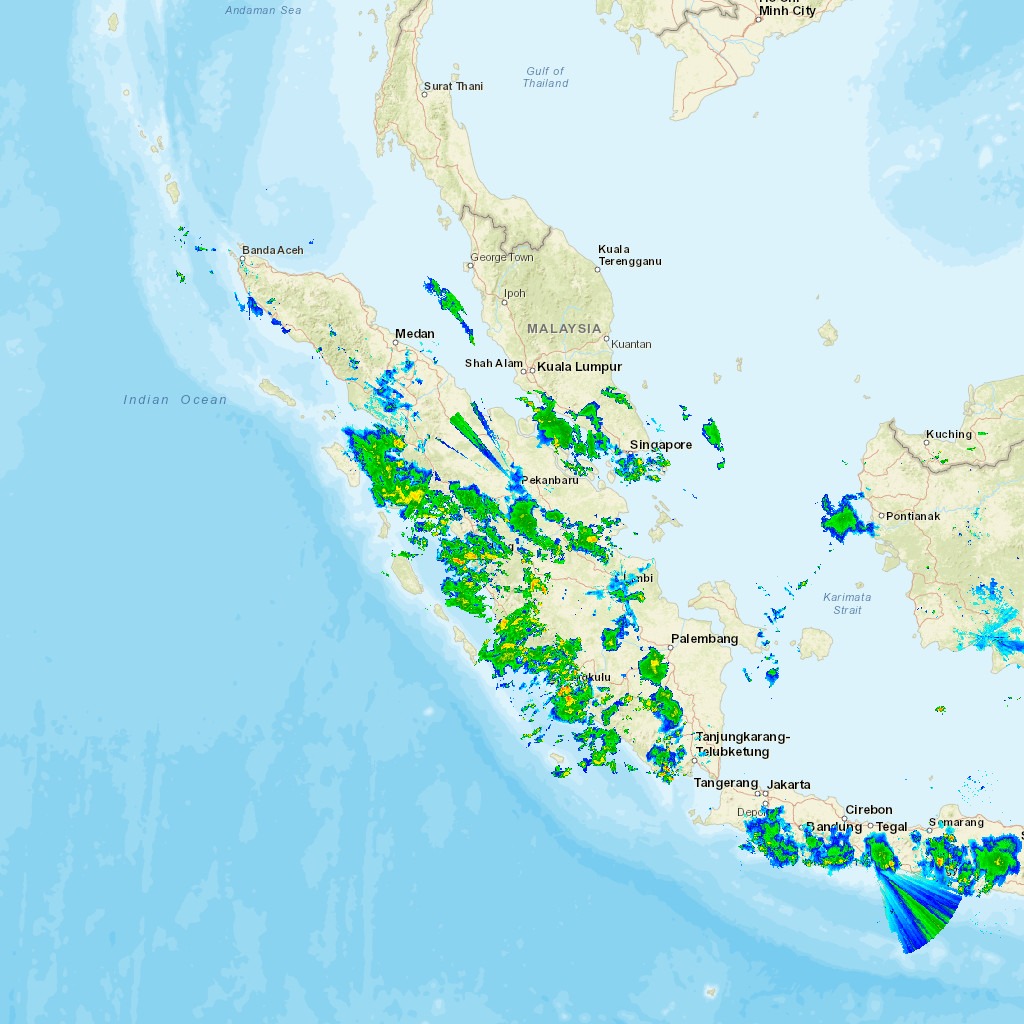 Andaman Sea
Minh City
Gulf of
Thailand
Surat Thani
Banda Aceh
George Town
Kuala
Terengganu
Ipoh
MALAYSIA
Medan
Kuantan
Shah Alam
Kuala Lumpur
Indian Ocean
Singapore
Kuching
Pekanbaru
Pontianak
Karimata
Strait
Palembang
Tanjungkarang-
Telubketung
Tangerang
Jakarta
Cirebon
Bandung
Tegal
Semarang